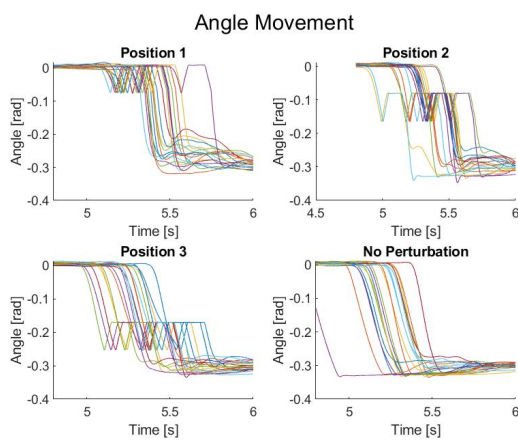 Angle Movement
Position 1
Position 2
0
-0.1
-0.2
-0.3
-0.4
Angle [rad]
5
5.5
6
Time [s]
0
-0.1
-0.2
-0.3
-0.4
Angle [rad]
4.5
5
5.5
6
Time [s]
Position 3
No Perturbation
0
-0.1
-0.2
-0.3
-0.4
Angle [rad]
5
5.5
6
Time [s]
0
-0.1
-0.2
-0.3
-0.4
Angle [rad]
5
5.5
6
Time [s]